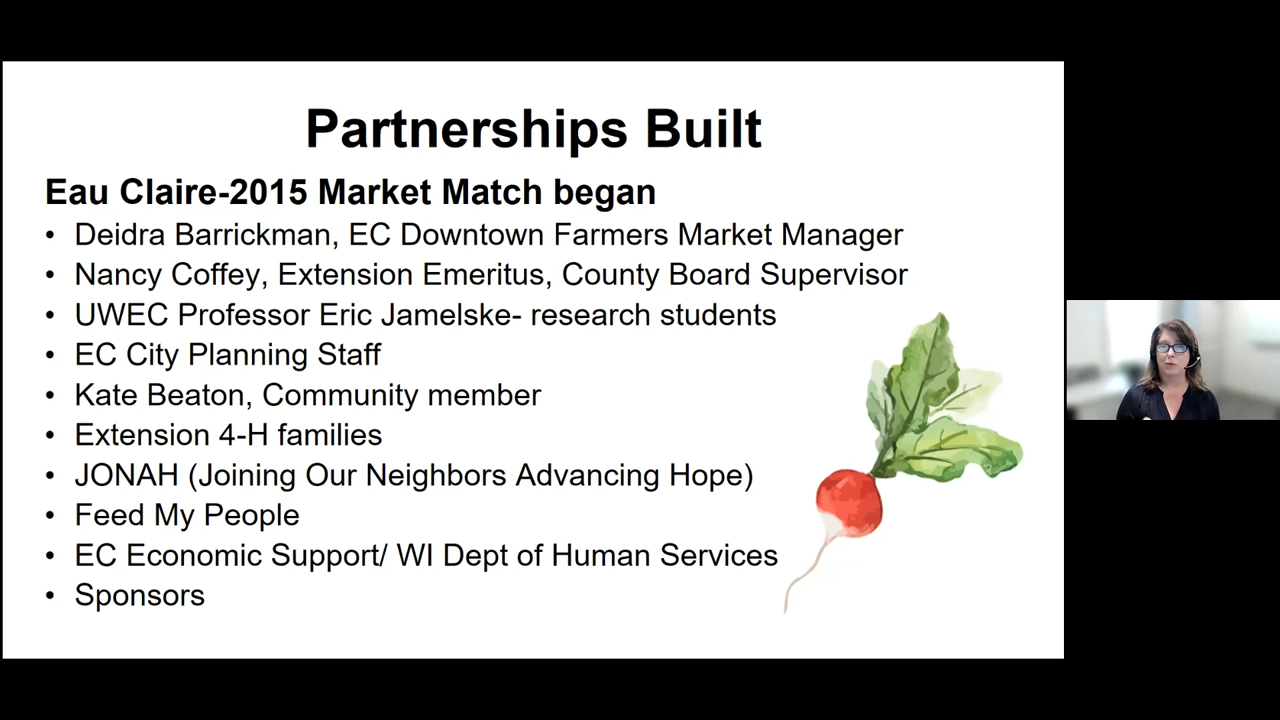 Partnerships Built
Eau Claire-2015 Market Match began
• Deidra Barrickman, EC Downtown Farmers Market Manager
• Nancy Coffey, Extension Emeritus, County Board Supervisor
• UWEC Professor Eric Jamelske- research students
• EC City Planning Staff
• Kate Beaton, Community member
• Extension 4-H families
• JONAH (Joining Our Neighbors Advancing Hope)
• Feed My People
• EC Economic Support/ WI Dept of Human Services
• Sponsors